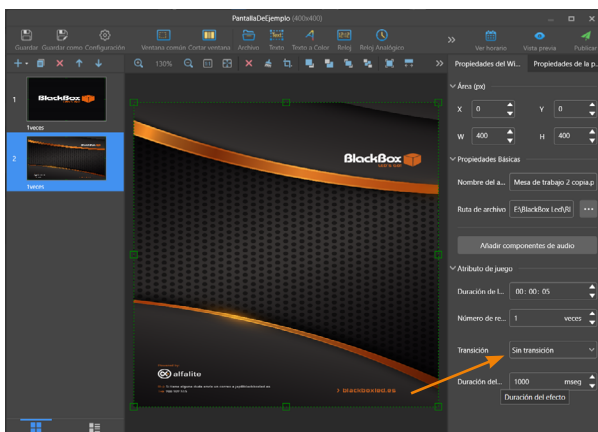 PantallaDeEjemplo (400x400)
Guardar Guardar como Configuración Ventana común Cortar ventana Archivo Texto Texto a Color Reloj Reloj Analógico Ver horario Vista previa Publicar
130%
Propiedades del Wi... Propiedades de la p...
1
BlackBox
1veces
2
1veces
BlackBox
alfalite
> blackboxled.es
Área (px)
X 0 Y 0
W 400 H 400
Propiedades Básicas
Nombre del a... Mesa de trabajo 2 copia.p
Ruta de archivo E:\BlackBox Led\RI ...
Añadir componentes de audio
Atributo de juego
Duración de l... 00: 00: 05
Número de re... 1 veces
Transición Sin transición
Duración del... 1000 mseg
Duración del efecto